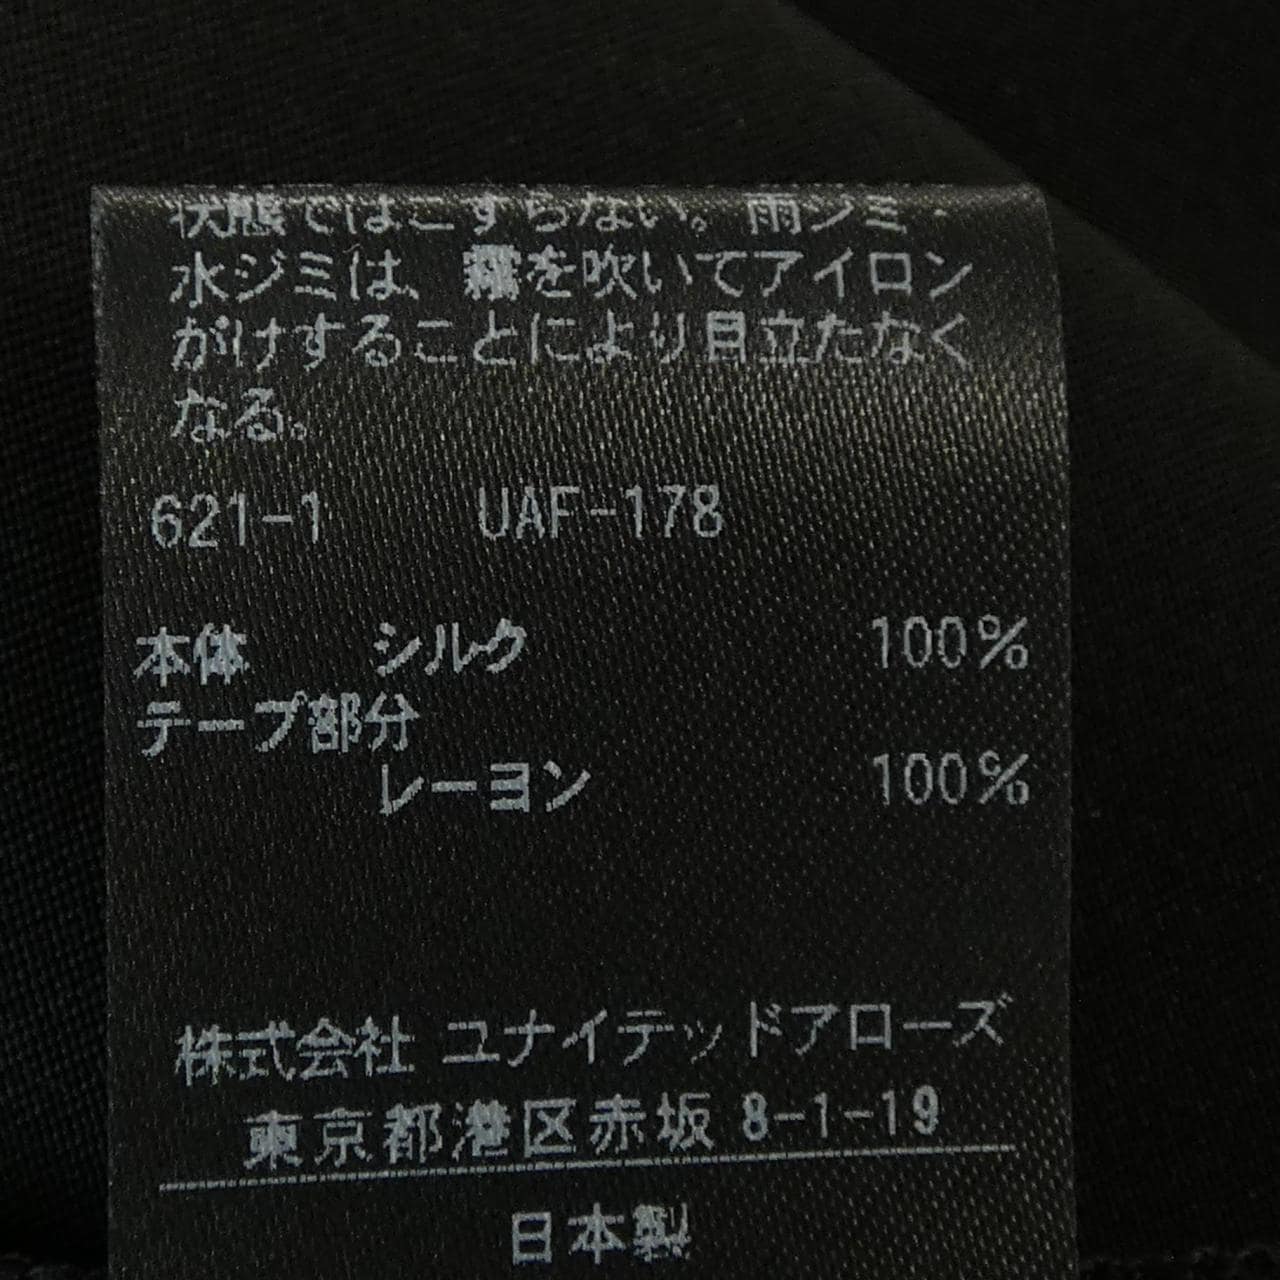 状態ではこすらない。雨ジミ・
水ジミは、霧を吹いてアイロン
がけすることにより目立たなく
なる。
621-1 UAF-178
本体 シルク 100%
テープ部分
レーヨン 100%
株式会社 ユナイテッドアローズ
東京都港区赤坂 8-1-19
日本製